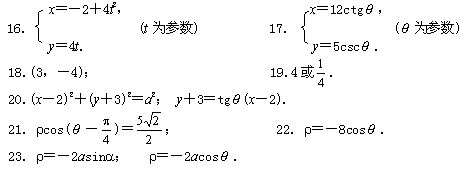 16. { x=-2+4t², y=4t. (t 为参数) 17. { x=12ctgθ, y=5cscθ. (θ 为参数)
18. (3, -4); 19. 4 或 1/4.
20. (x-2)²+(y+3)²=a²; y+3=tgθ(x-2).
21. ρcos(θ-π/4)=5√2/2; 22. ρ=-8cosθ.
23. ρ=-2asinα; ρ=-2acosθ.